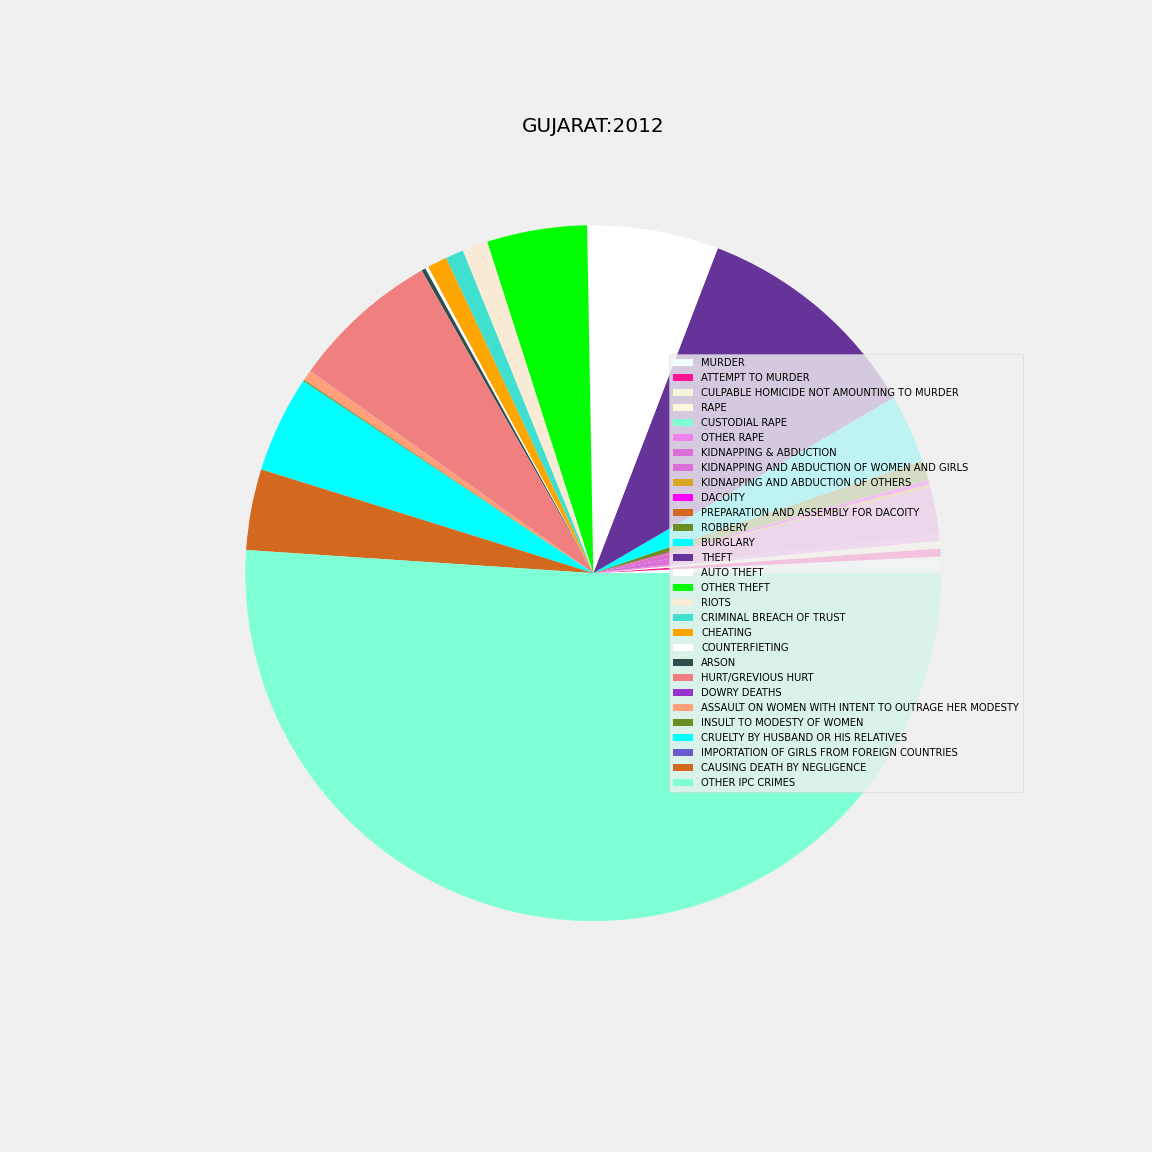 GUJARAT:2012
MURDER
ATTEMPT TO MURDER
CULPABLE HOMICIDE NOT AMOUNTING TO MURDER
RAPE
CUSTODIAL RAPE
OTHER RAPE
KIDNAPPING & ABDUCTION
KIDNAPPING AND ABDUCTION OF WOMEN AND GIRLS
KIDNAPPING AND ABDUCTION OF OTHERS
DACOITY
PREPARATION AND ASSEMBLY FOR DACOITY
ROBBERY
BURGLARY
THEFT
AUTO THEFT
OTHER THEFT
RIOTS
CRIMINAL BREACH OF TRUST
CHEATING
COUNTERFIETING
ARSON
HURT/GREVIOUS HURT
DOWRY DEATHS
ASSAULT ON WOMEN WITH INTENT TO OUTRAGE HER MODESTY
INSULT TO MODESTY OF WOMEN
CRUELTY BY HUSBAND OR HIS RELATIVES
IMPORTATION OF GIRLS FROM FOREIGN COUNTRIES
CAUSING DEATH BY NEGLIGENCE
OTHER IPC CRIMES